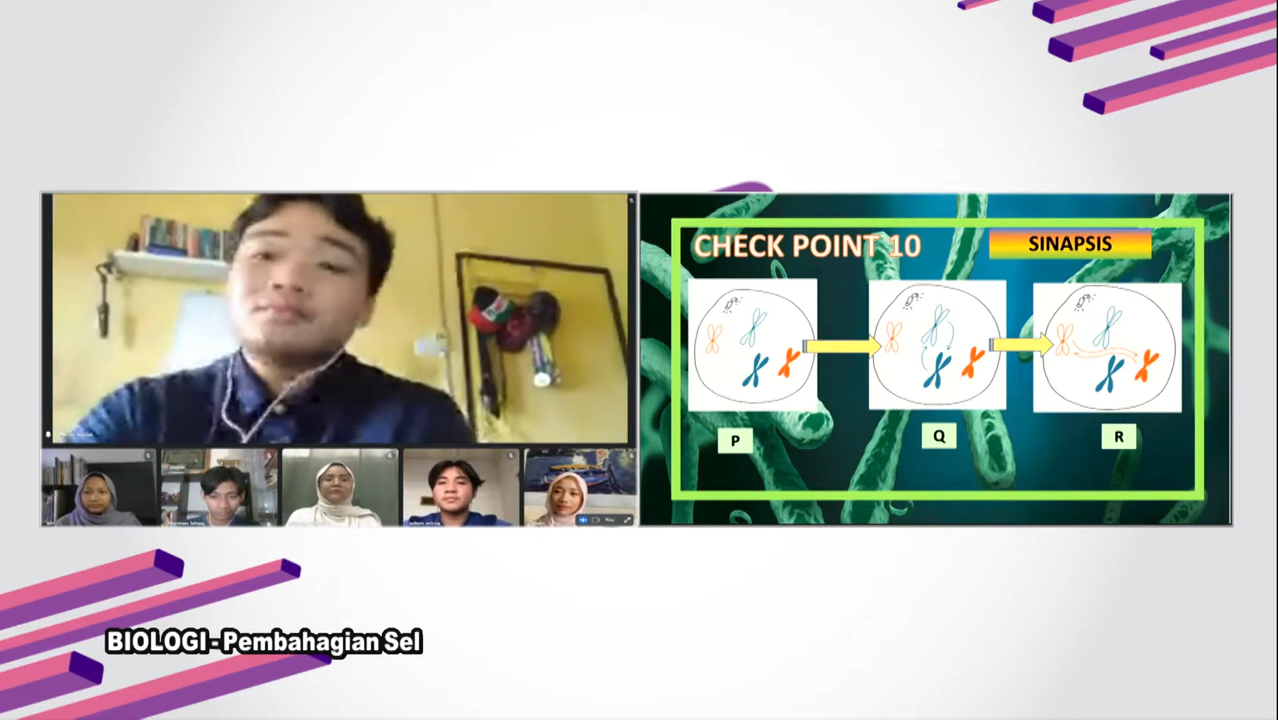 CHECK POINT 10
SINAPSIS
P
Q
R
BIOLOGI - Pembahagian Sel